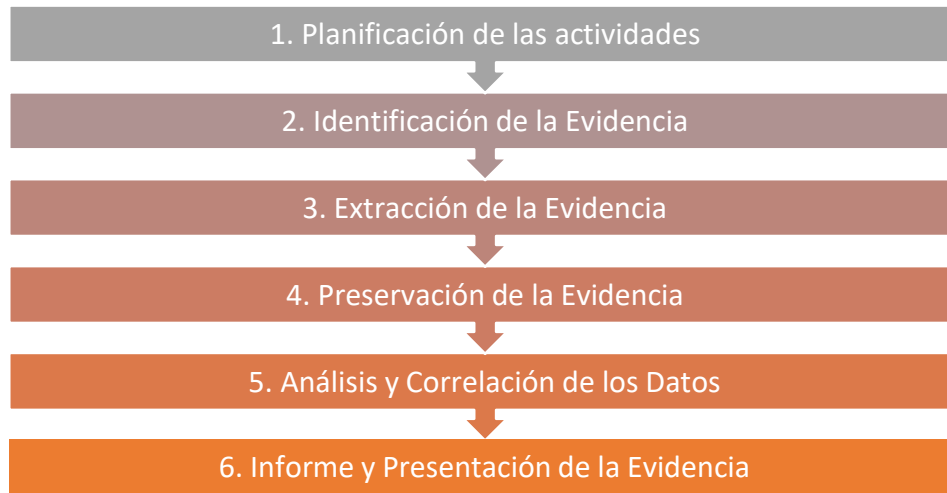 1. Planificación de las actividades
2. Identificación de la Evidencia
3. Extracción de la Evidencia
4. Preservación de la Evidencia
5. Análisis y Correlación de los Datos
6. Informe y Presentación de la Evidencia